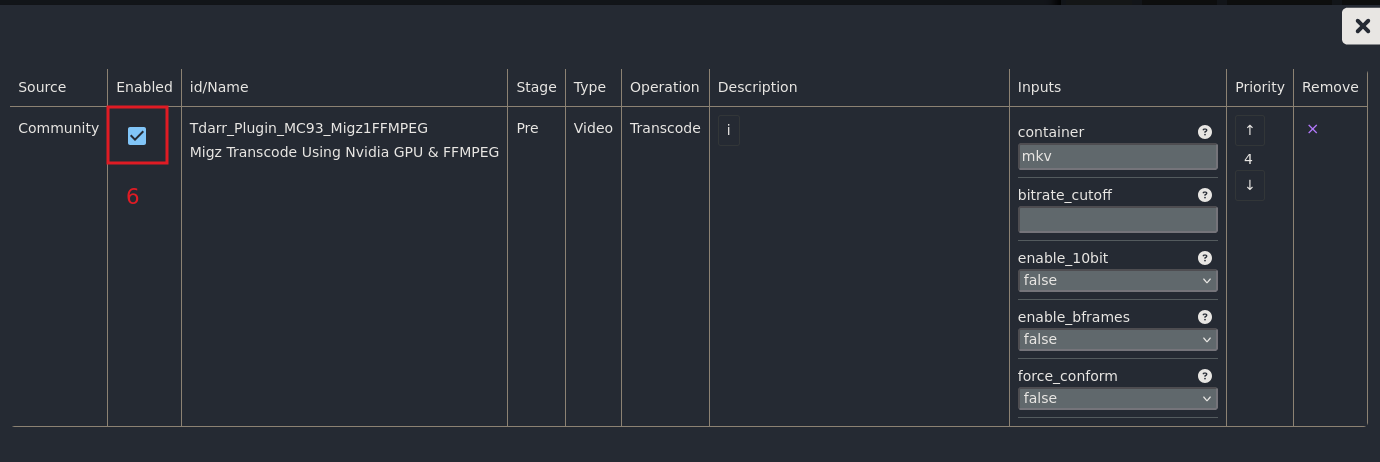 Source Enabled id/Name Stage Type Operation Description Inputs Priority Remove
Community Tdarr_Plugin_MC93_Migz1FFMPEG Pre Video Transcode i container ? ↑ ×
Migz Transcode Using Nvidia GPU & FFMPEG mkv 4
6 bitrate_cutoff ? ↓
enable_10bit ?
false
enable_bframes ?
false
force_conform ?
false